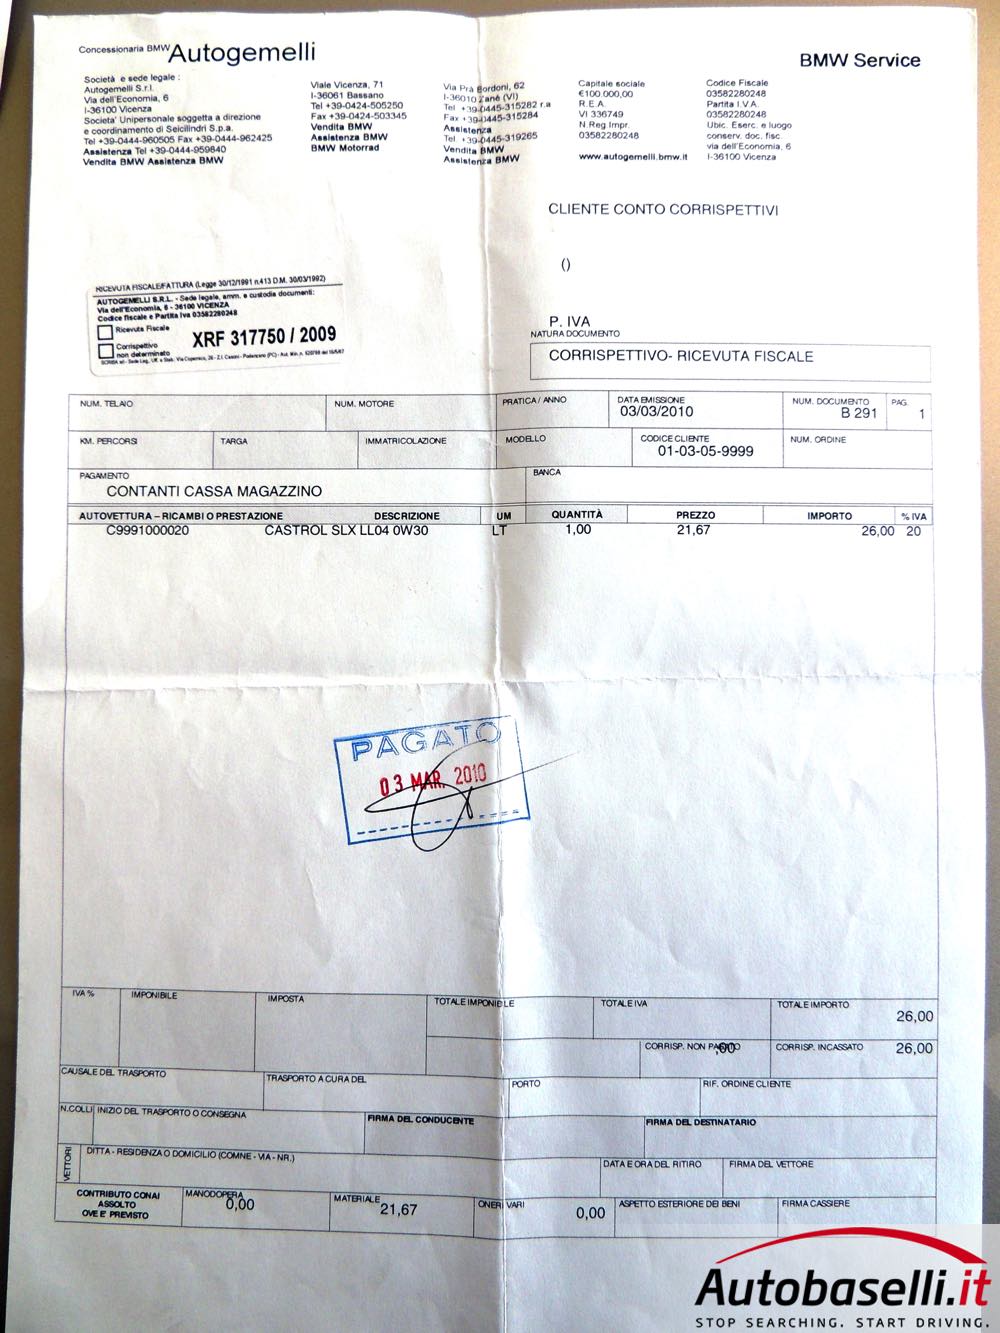 Concessionaria BMW Autogemelli
BMW Service
Società e sede legale :
Autogemelli S.r.l.
Via dell'Economia, 6
I-36100 Vicenza
Societa' Unipersonale soggetta a direzione
e coordinamento di Seicilindri S.p.a.
Tel +39-0444-960505 Fax +39-0444-962425
Assistenza Tel +39-0444-959840
Vendita BMW Assistenza BMW
Viale Vicenza, 71
I-36061 Bassano
Tel +39-0424-505250
Fax +39-0424-503345
Vendita BMW
Assistenza BMW
BMW Motorrad
Via Prà Bordoni, 62
I-36010 Zanè (VI)
Tel +39-0445-315282 r.a
Fax +39-0445-315284
Assistenza
Tel +39-0445-319265
Vendita BMW
Assistenza BMW
Capitale sociale
€100.000,00
R.E.A.
VI 336749
N Reg Impr.
03582280248
www.autogemelli.bmw.it
Codice Fiscale
03582280248
Partita I.V.A.
03582280248
Ubic. Eserc. e luogo
conserv. doc. fisc.
via dell'Economia, 6
I-36100 Vicenza
CLIENTE CONTO CORRISPETTIVI
()
P. IVA
RICEVUTA FISCALE/FATTURA (Legge 30/12/1991 n.413 D.M. 30/03/1992)
AUTOGEMELLI S.R.L. - Sede legale, amm. e custodia documenti:
Via dell'Economia, 6 - 36100 VICENZA
Codice fiscale e Partita Iva 03582280248
Ricevuta Fiscale
XRF 317750 / 2009
Corrispettivo
non determinato
NATURA DOCUMENTO
CORRISPETTIVO- RICEVUTA FISCALE
NUM. TELAIO
NUM. MOTORE
PRATICA / ANNO
DATA EMISSIONE
03/03/2010
NUM. DOCUMENTO
B 291
PAG.
1
KM. PERCORSI
TARGA
IMMATRICOLAZIONE
MODELLO
CODICE CLIENTE
01-03-05-9999
NUM. ORDINE
PAGAMENTO
CONTANTI CASSA MAGAZZINO
BANCA
AUTOVETTURA – RICAMBI O PRESTAZIONE DESCRIZIONE UM QUANTITÀ PREZZO IMPORTO % IVA
C9991000020 CASTROL SLX LL04 0W30 LT 1,00 21,67 26,00 20
PAGATO
03 MAR. 2010
IVA %
IMPONIBILE
IMPOSTA
TOTALE IMPONIBILE
TOTALE IVA
TOTALE IMPORTO
26,00
CORRISP. NON PAGATO
,00
CORRISP. INCASSATO
26,00
CAUSALE DEL TRASPORTO
TRASPORTO A CURA DEL
PORTO
RIF. ORDINE CLIENTE
N.COLLI
INIZIO DEL TRASPORTO O CONSEGNA
FIRMA DEL CONDUCENTE
FIRMA DEL DESTINATARIO
VETTORI
DITTA - RESIDENZA O DOMICILIO (COMNE - VIA - NR.)
DATA E ORA DEL RITIRO
FIRMA DEL VETTORE
CONTRIBUTO CONAI
ASSOLTO
OVE E' PREVISTO
MANODOPERA
0,00
MATERIALE
21,67
ONERI VARI
0,00
ASPETTO ESTERIORE DEI BENI
FIRMA CASSIERE
Autobaselli.it
STOP SEARCHING. START DRIVING.